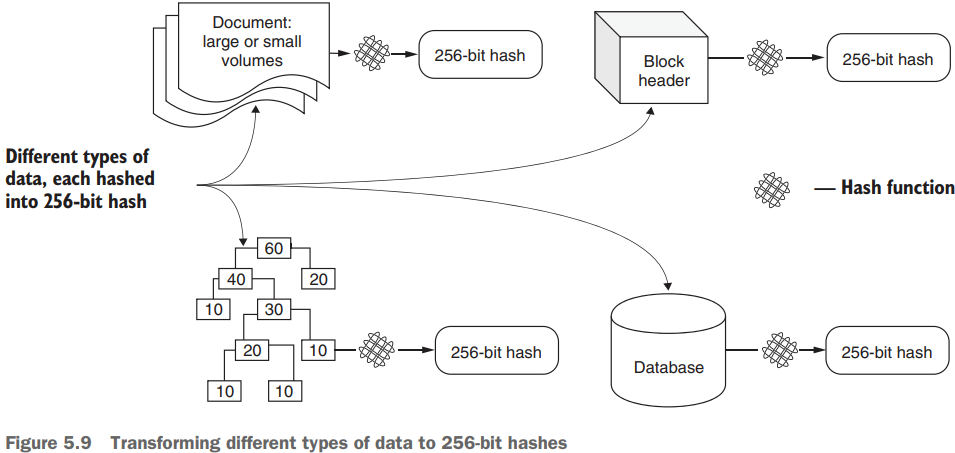 Document:
large or small
volumes
256-bit hash
Block
header
256-bit hash
Different types of
data, each hashed
into 256-bit hash
— Hash function
60
40
20
10
30
20
10
256-bit hash
10
10
Database
256-bit hash
Figure 5.9 Transforming different types of data to 256-bit hashes